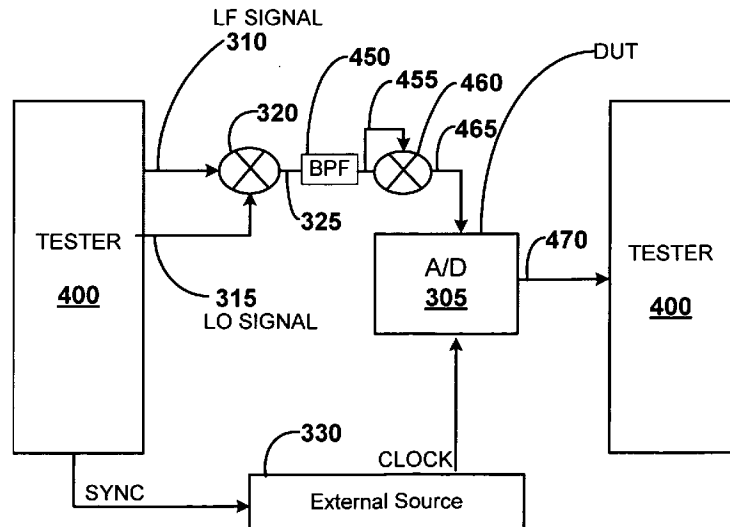 LF SIGNAL
310
450
455
460
DUT
320
465
BPF
325
TESTER
400
315
LO SIGNAL
A/D
305
470
TESTER
400
330
CLOCK
SYNC
External Source